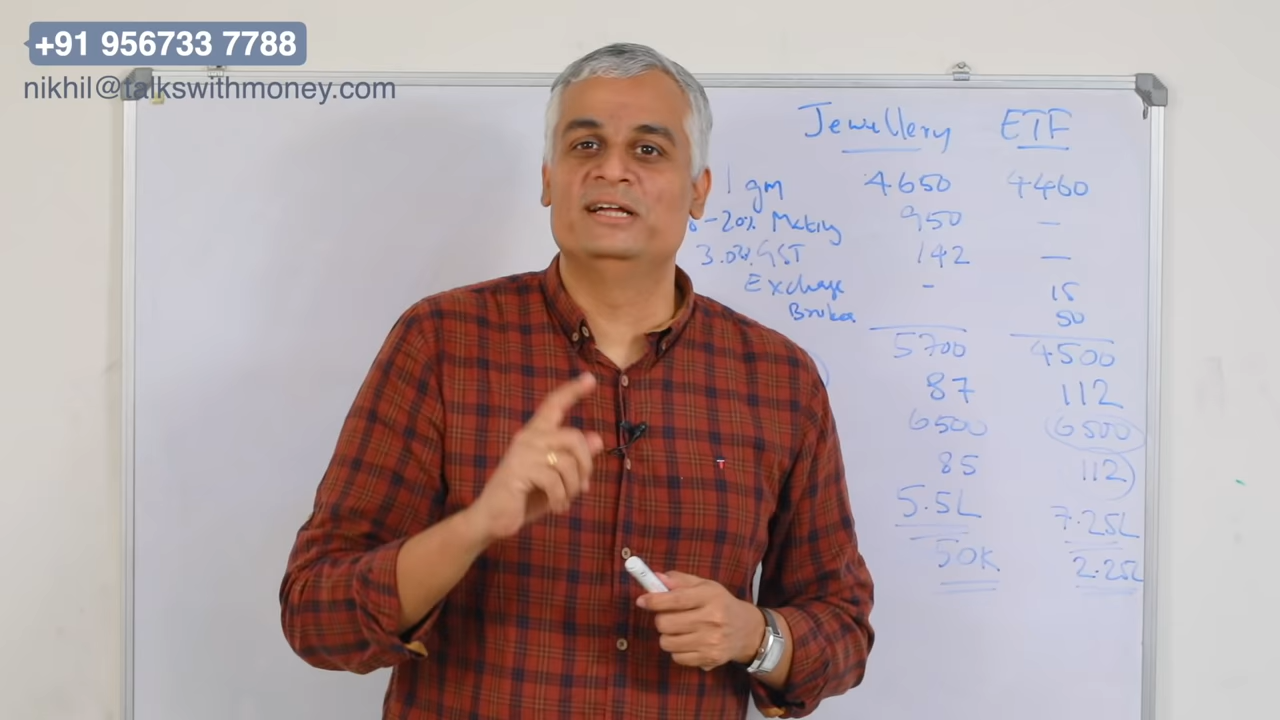 +91 956733 7788
nikhil@talkswithmoney.com
Jewellery ETF
1 gm 4650 4460
-20% Making 950 —
3.0% GST 142 —
Exchange - 15
Broker 50
5700 4500
87 112
6500 6500
85 112
5.5L 7.25L
50K 2.25L